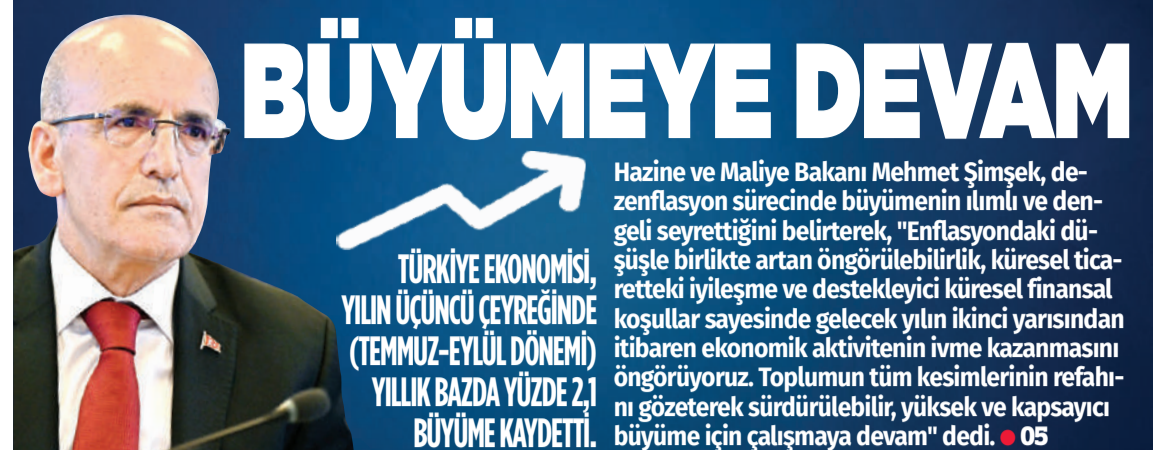 BÜYÜMEYE DEVAM
TÜRKİYE EKONOMİSİ,
YILIN ÜÇÜNCÜ ÇEYREĞİNDE
(TEMMUZ-EYLÜL DÖNEMİ)
YILLIK BAZDA YÜZDE 2,1
BÜYÜME KAYDETTİ.
Hazine ve Maliye Bakanı Mehmet Şimşek, de-
zenflasyon sürecinde büyümenin ılımlı ve den-
geli seyrettiğini belirterek, "Enflasyondaki dü-
şüşle birlikte artan öngörülebilirlik, küresel tica-
retteki iyileşme ve destekleyici küresel finansal
koşullar sayesinde gelecek yılın ikinci yarısından
itibaren ekonomik aktivitenin ivme kazanmasını
öngörüyoruz. Toplumun tüm kesimlerinin refahı-
nı gözeterek sürdürülebilir, yüksek ve kapsayıcı
büyüme için çalışmaya devam" dedi. ● 05